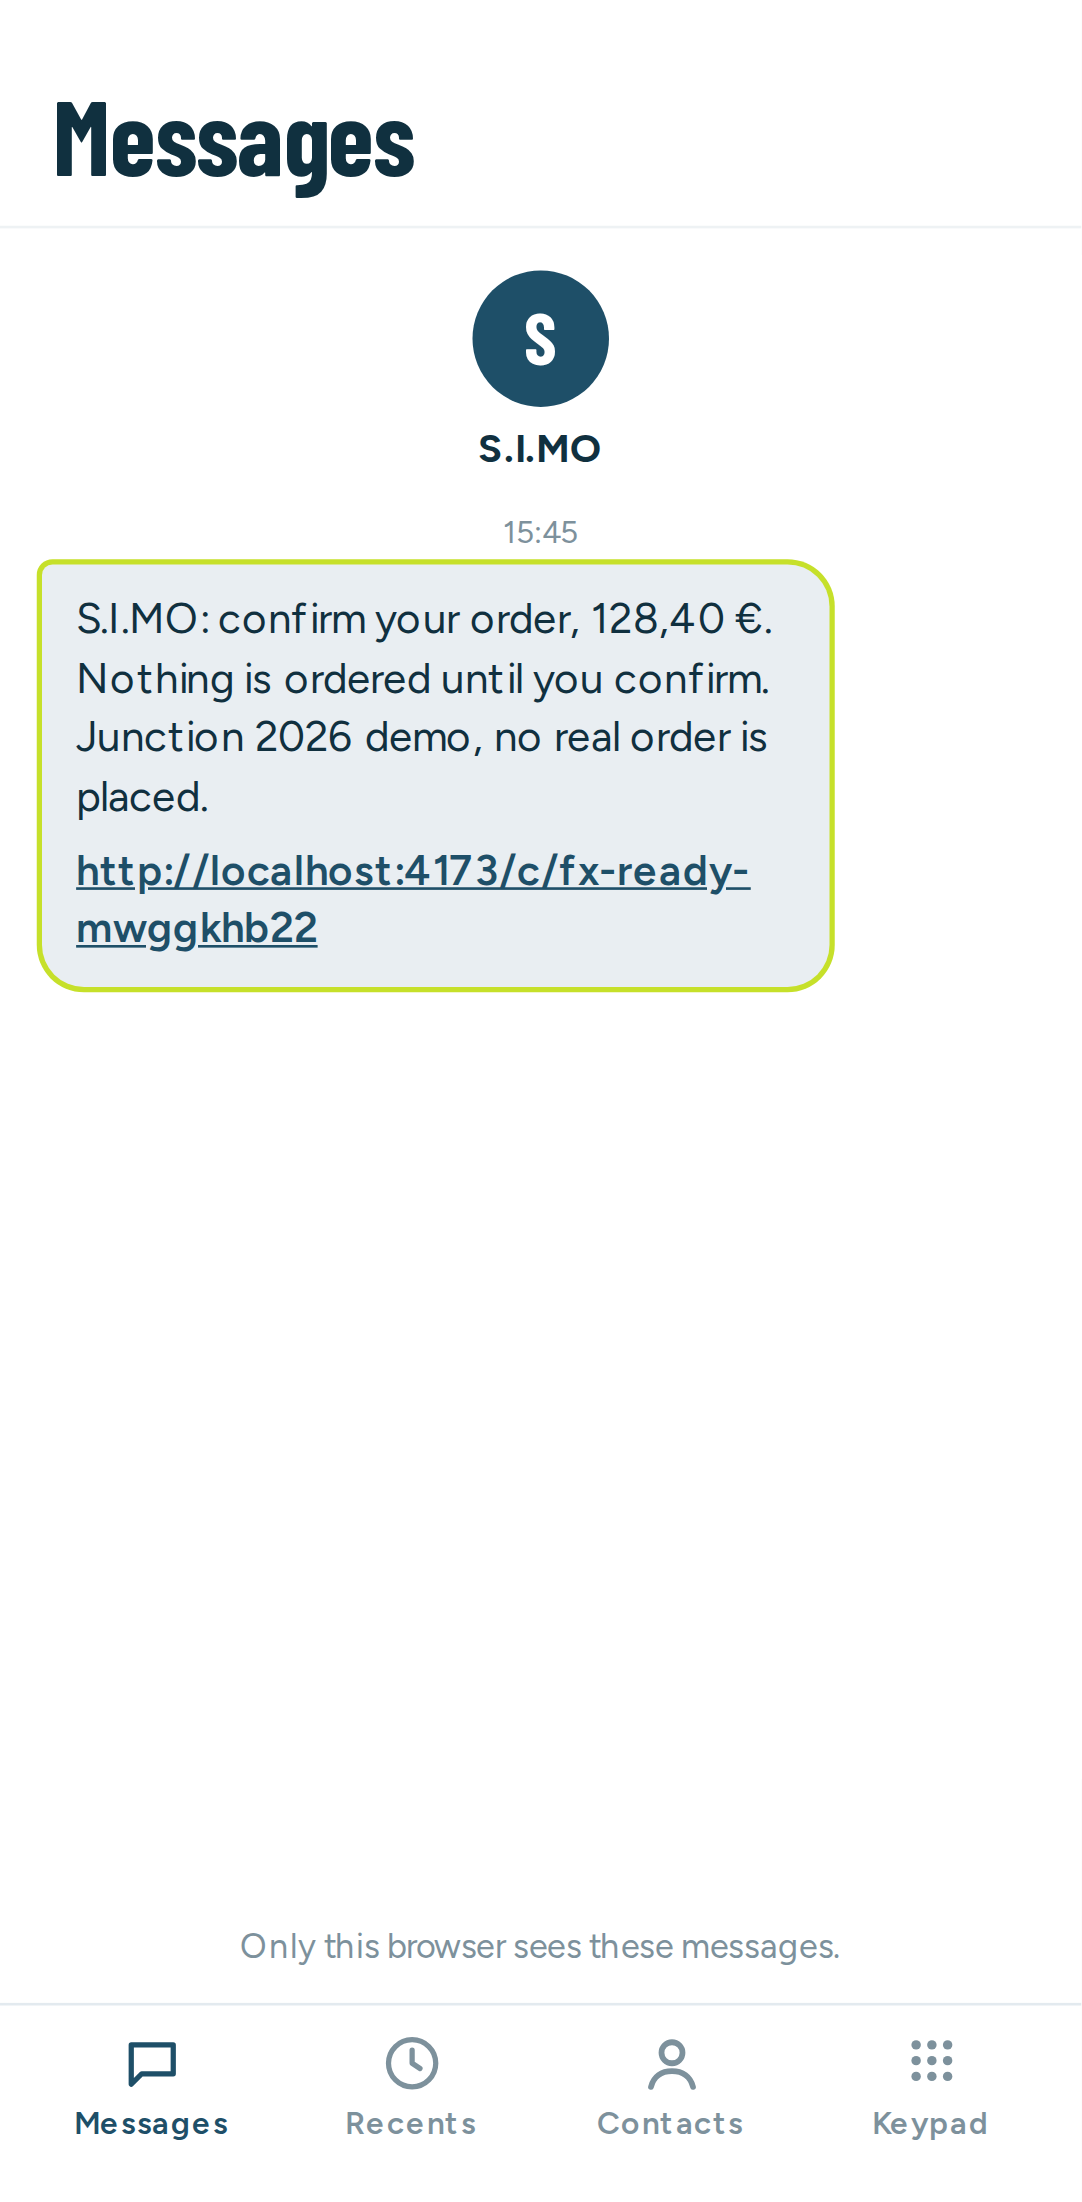 Messages
S
S.I.MO
15:45
S.I.MO: confirm your order, 128,40 €.
Nothing is ordered until you confirm.
Junction 2026 demo, no real order is
placed.
http://localhost:4173/c/fx-ready-
mwggkhb22
Only this browser sees these messages.
Messages Recents Contacts Keypad